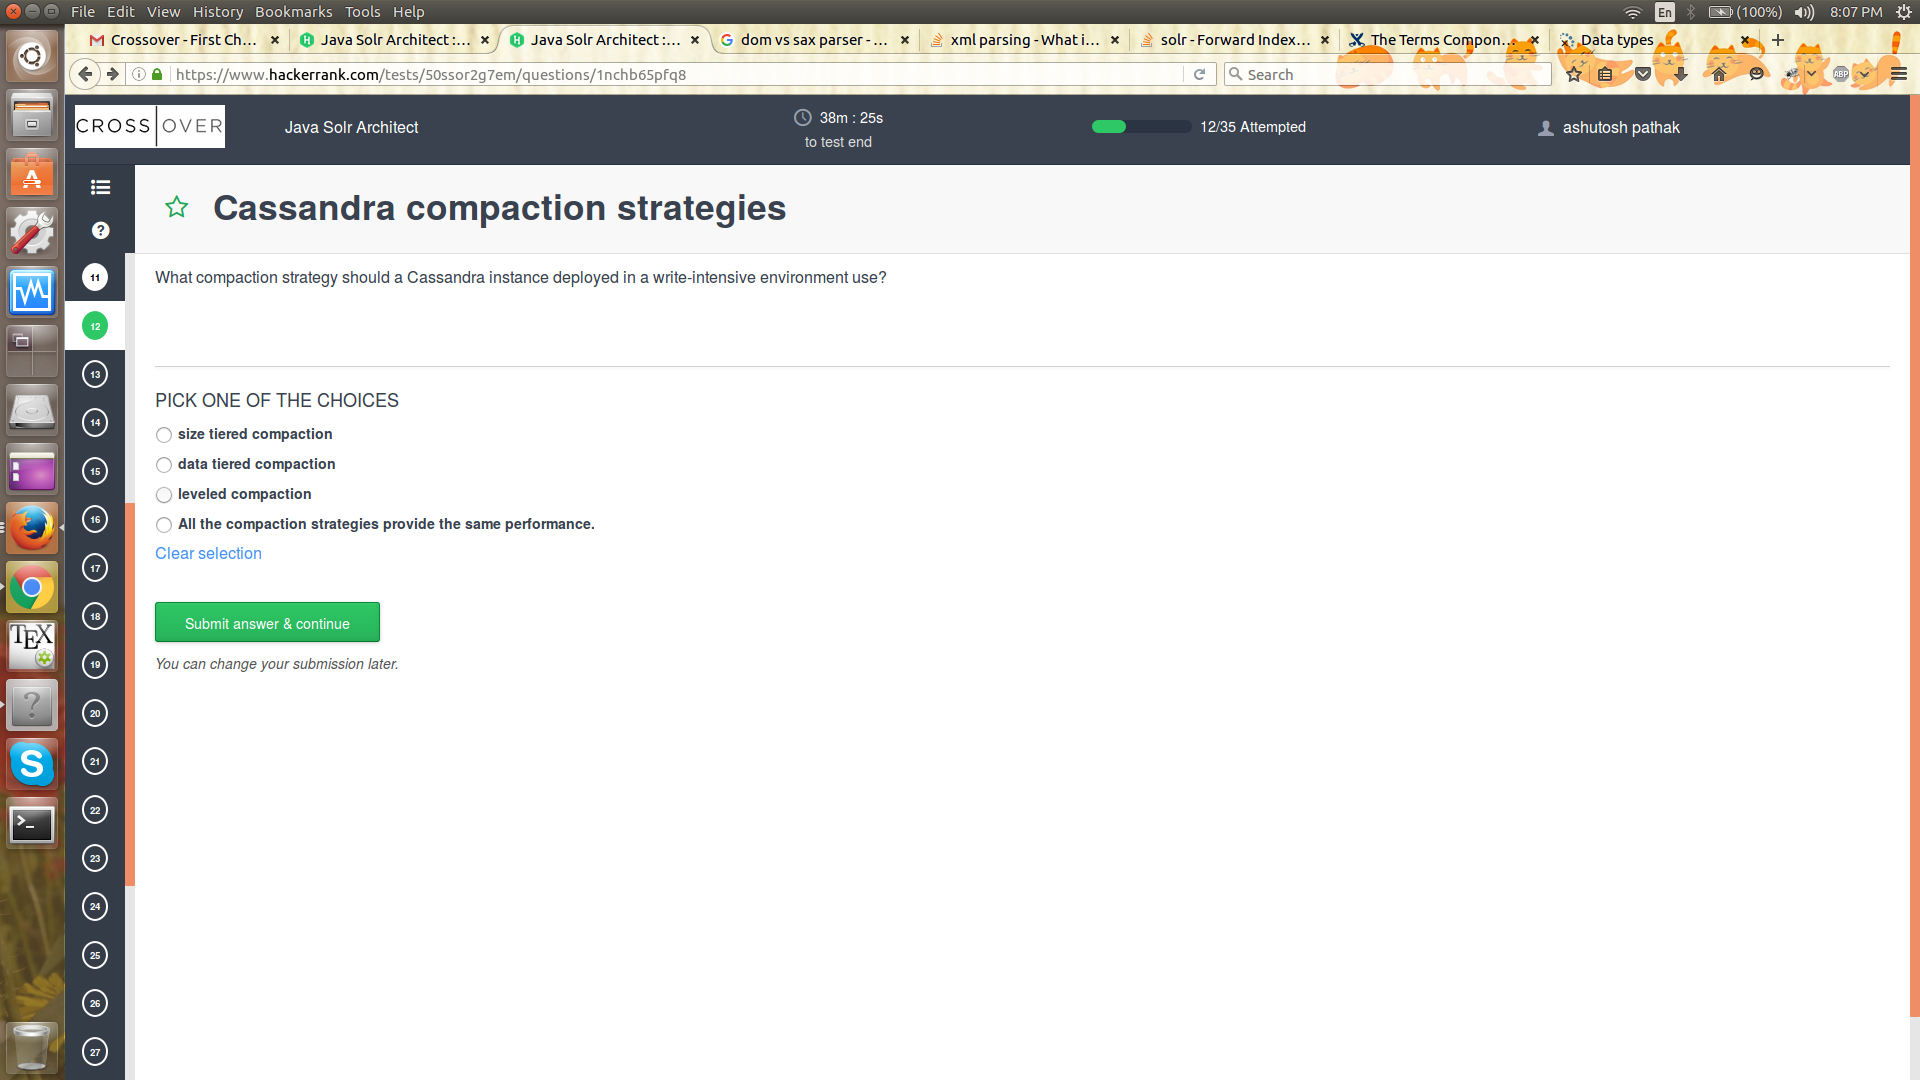 File Edit View History Bookmarks Tools Help
En (100%) 8:07 PM
Crossover - First Ch...
Java Solr Architect :...
Java Solr Architect :...
dom vs sax parser - ...
xml parsing - What i...
solr - Forward Index...
The Terms Compon...
Data types
https://www.hackerrank.com/tests/50ssor2g7em/questions/1nchb65pfq8
Search
ABP
CROSS OVER
Java Solr Architect
38m : 25s
to test end
12/35 Attempted
ashutosh pathak
Cassandra compaction strategies
What compaction strategy should a Cassandra instance deployed in a write-intensive environment use?
PICK ONE OF THE CHOICES
size tiered compaction
data tiered compaction
leveled compaction
All the compaction strategies provide the same performance.
Clear selection
Submit answer & continue
You can change your submission later.
11
12
13
14
15
16
17
18
19
20
21
22
23
24
25
26
27
TEX